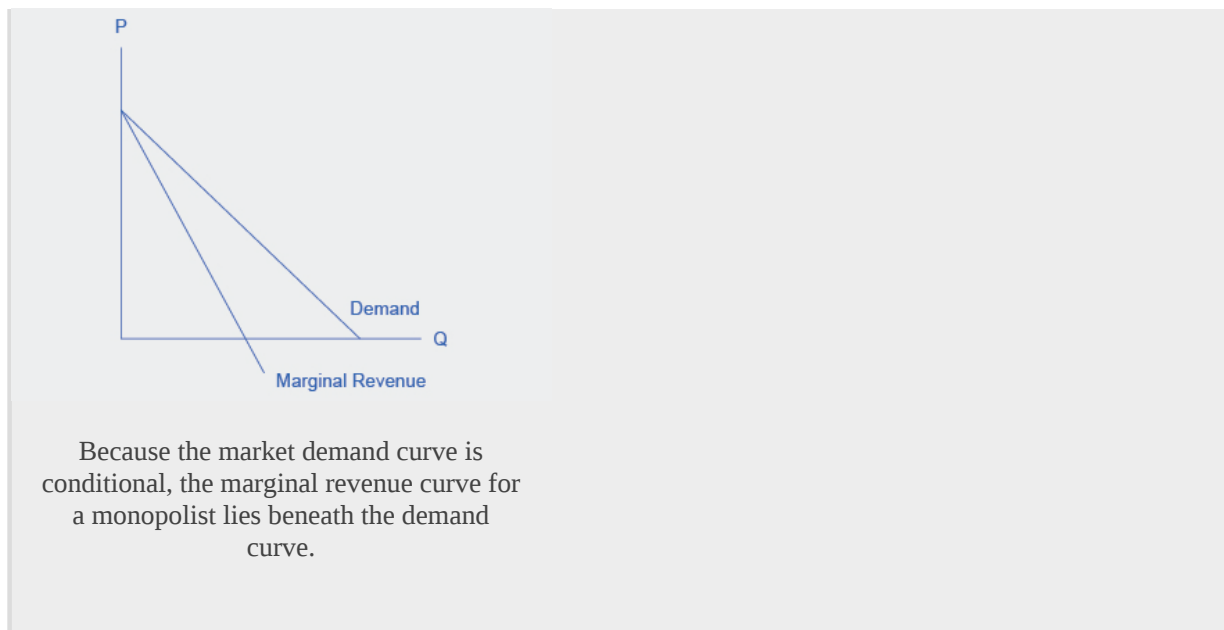 P
Demand
Q
Marginal Revenue
Because the market demand curve is
conditional, the marginal revenue curve for
a monopolist lies beneath the demand
curve.